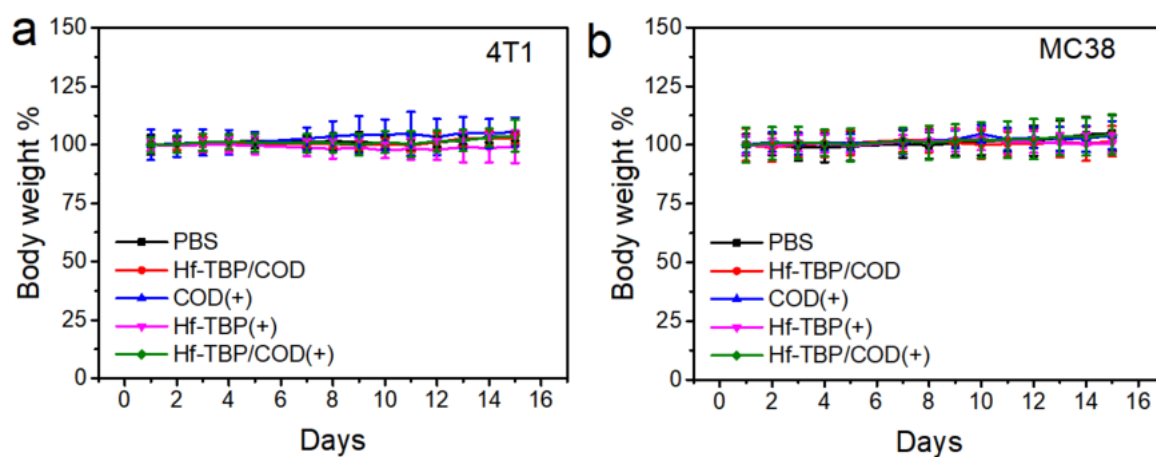 a
4T1
Body weight %
150
125
100
75
50
25
0
PBS
Hf-TBP/COD
COD(+)
Hf-TBP(+)
Hf-TBP/COD(+)
0 2 4 6 8 10 12 14 16
Days
b
MC38
Body weight %
150
125
100
75
50
25
0
PBS
Hf-TBP/COD
COD(+)
Hf-TBP(+)
Hf-TBP/COD(+)
0 2 4 6 8 10 12 14 16
Days